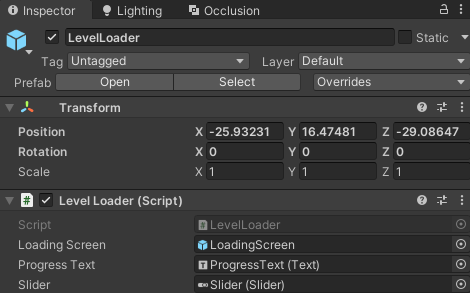 Inspector Lighting Occlusion
LevelLoader Static
Tag Untagged Layer Default
Prefab Open Select Overrides
Transform
Position X -25.93231 Y 16.47481 Z -29.08647
Rotation X 0 Y 0 Z 0
Scale X 1 Y 1 Z 1
# Level Loader (Script)
Script # LevelLoader
Loading Screen LoadingScreen
Progress Text T ProgressText (Text)
Slider Slider (Slider)